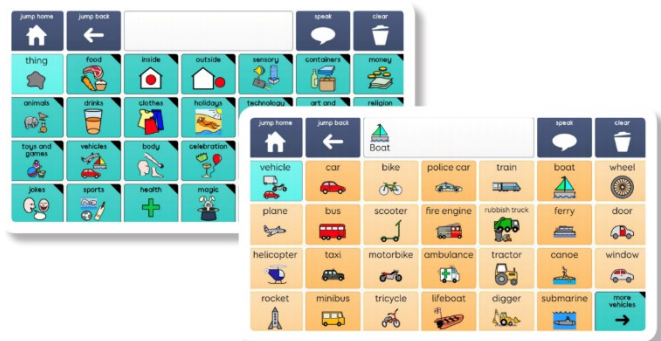 jump home jump back speak clear
thing food inside outside sensory containers money
animals drinks clothes holidays technology art and religion
toys and games vehicles body celebration
jokes sports health magic
jump home jump back Boat speak clear
vehicle car bike police car train boat wheel
plane bus scooter fire engine rubbish truck ferry door
helicopter taxi motorbike ambulance tractor canoe window
rocket minibus tricycle lifeboat digger submarine more vehicles